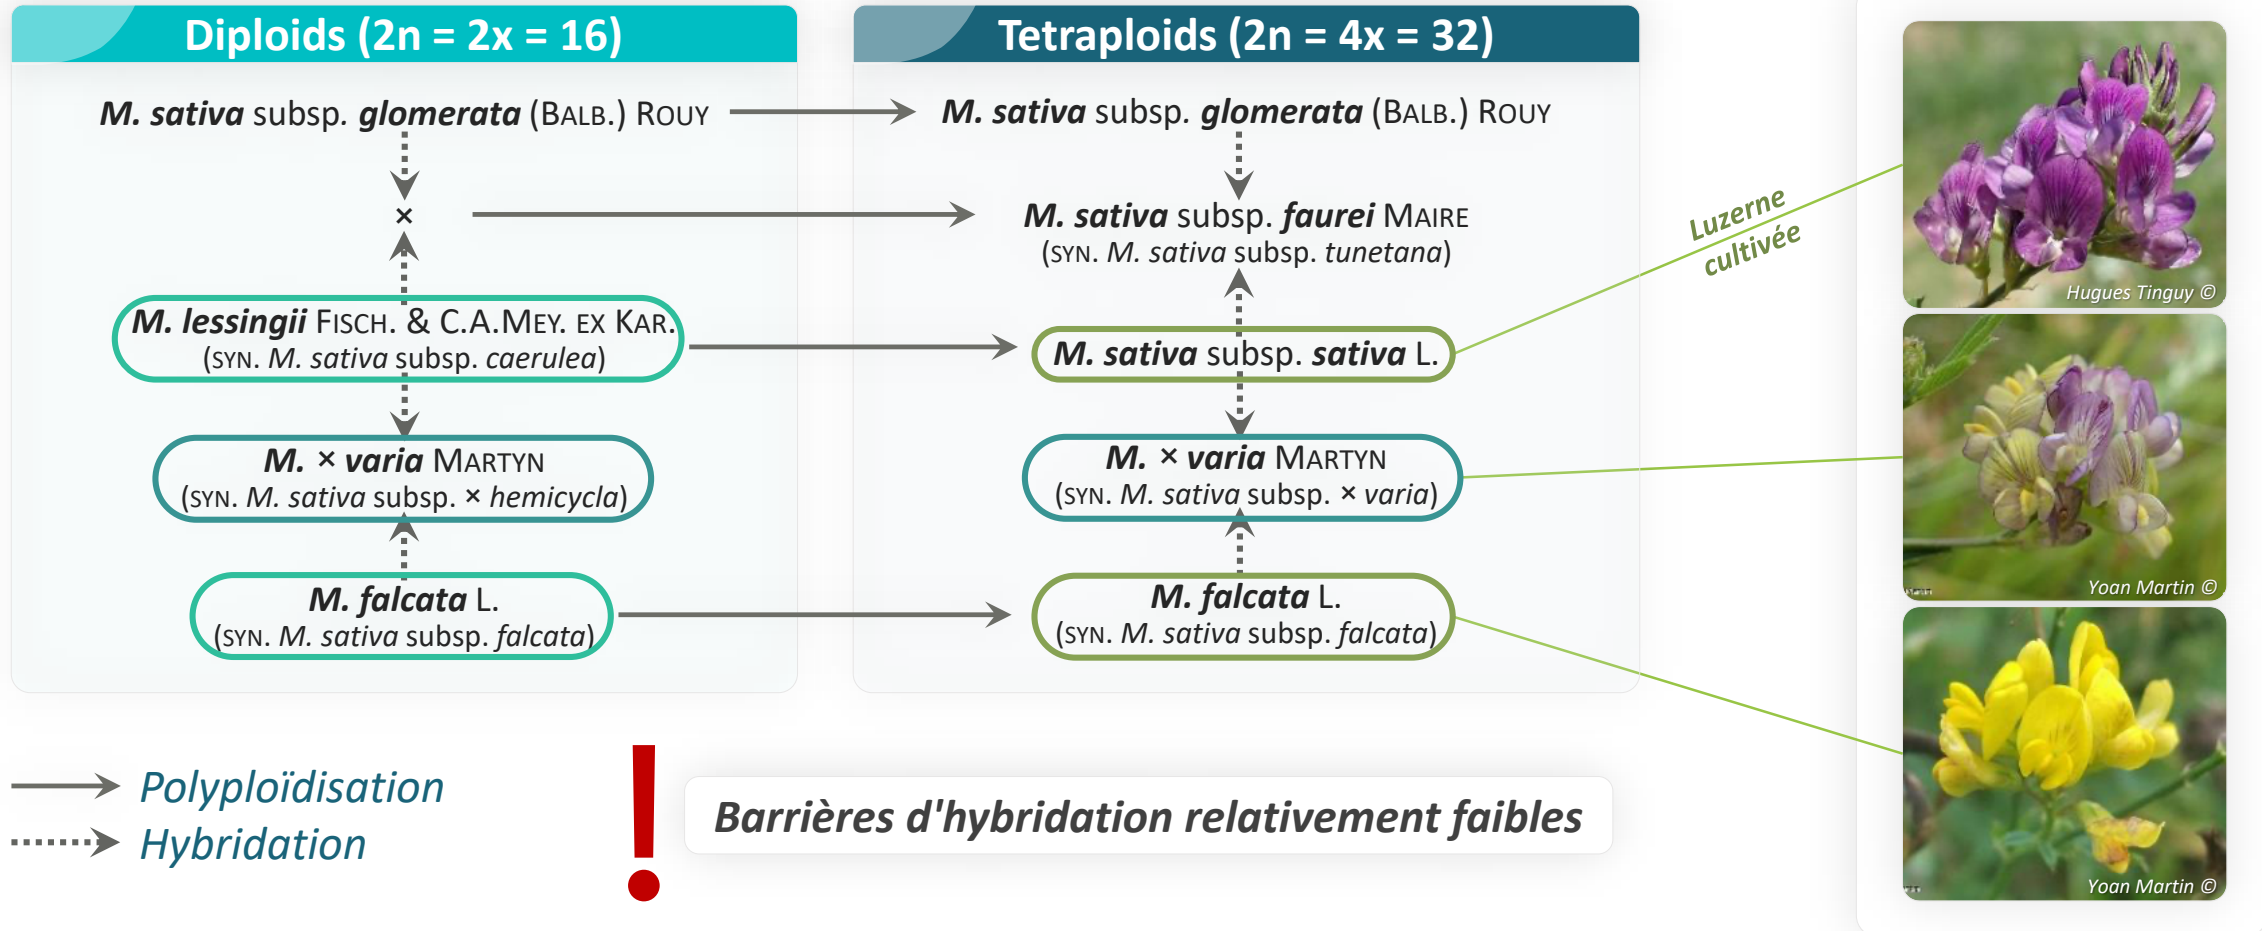 Diploids (2n = 2x = 16)
M. sativa subsp. glomerata (BALB.) ROUY
×
M. lessingii FISCH. & C.A.MEY. EX KAR.
(SYN. M. sativa subsp. caerulea)
M. × varia MARTYN
(SYN. M. sativa subsp. × hemicycla)
M. falcata L.
(SYN. M. sativa subsp. falcata)
Tetraploids (2n = 4x = 32)
M. sativa subsp. glomerata (BALB.) ROUY
M. sativa subsp. faurei MAIRE
(SYN. M. sativa subsp. tunetana)
M. sativa subsp. sativa L.
M. × varia MARTYN
(SYN. M. sativa subsp. × varia)
M. falcata L.
(SYN. M. sativa subsp. falcata)
Luzerne
cultivée
Hugues Tinguy ©
Yoan Martin ©
Yoan Martin ©
Polyploïdisation
Hybridation
!
Barrières d'hybridation relativement faibles